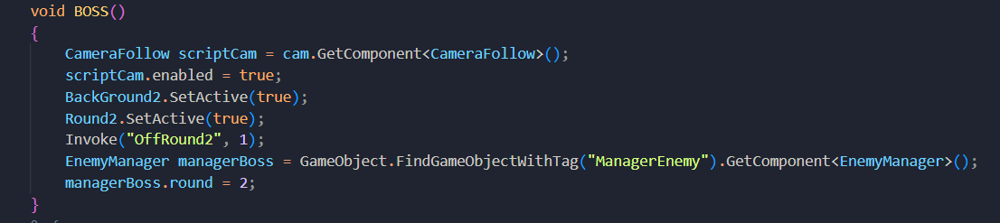 void BOSS()
{
    CameraFollow scriptCam = cam.GetComponent<CameraFollow>();
    scriptCam.enabled = true;
    BackGround2.SetActive(true);
    Round2.SetActive(true);
    Invoke("OffRound2", 1);
    EnemyManager managerBoss = GameObject.FindGameObjectWithTag("ManagerEnemy").GetComponent<EnemyManager>();
    managerBoss.round = 2;
}